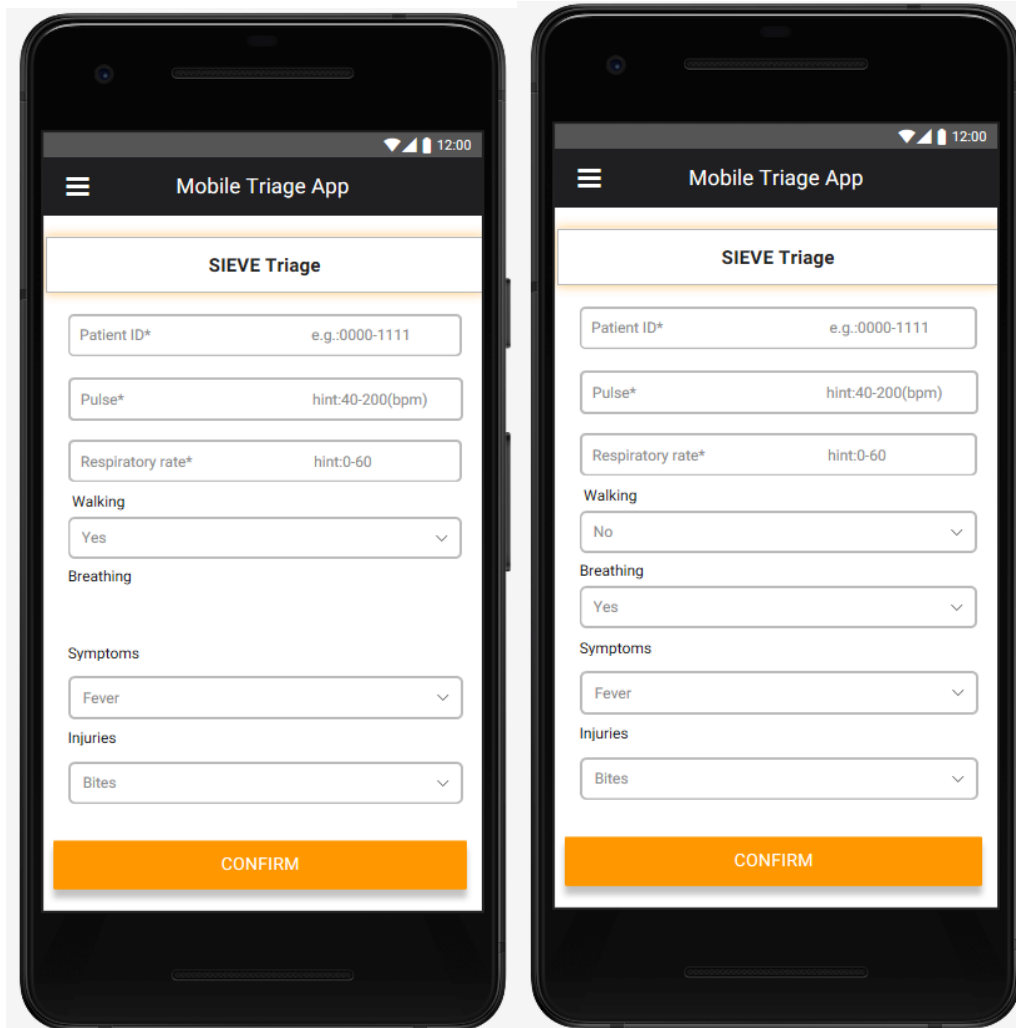 12:00
Mobile Triage App
SIEVE Triage
Patient ID* e.g.:0000-1111
Pulse* hint:40-200(bpm)
Respiratory rate* hint:0-60
Walking
Yes
Breathing
Symptoms
Fever
Injuries
Bites
CONFIRM
12:00
Mobile Triage App
SIEVE Triage
Patient ID* e.g.:0000-1111
Pulse* hint:40-200(bpm)
Respiratory rate* hint:0-60
Walking
No
Breathing
Yes
Symptoms
Fever
Injuries
Bites
CONFIRM